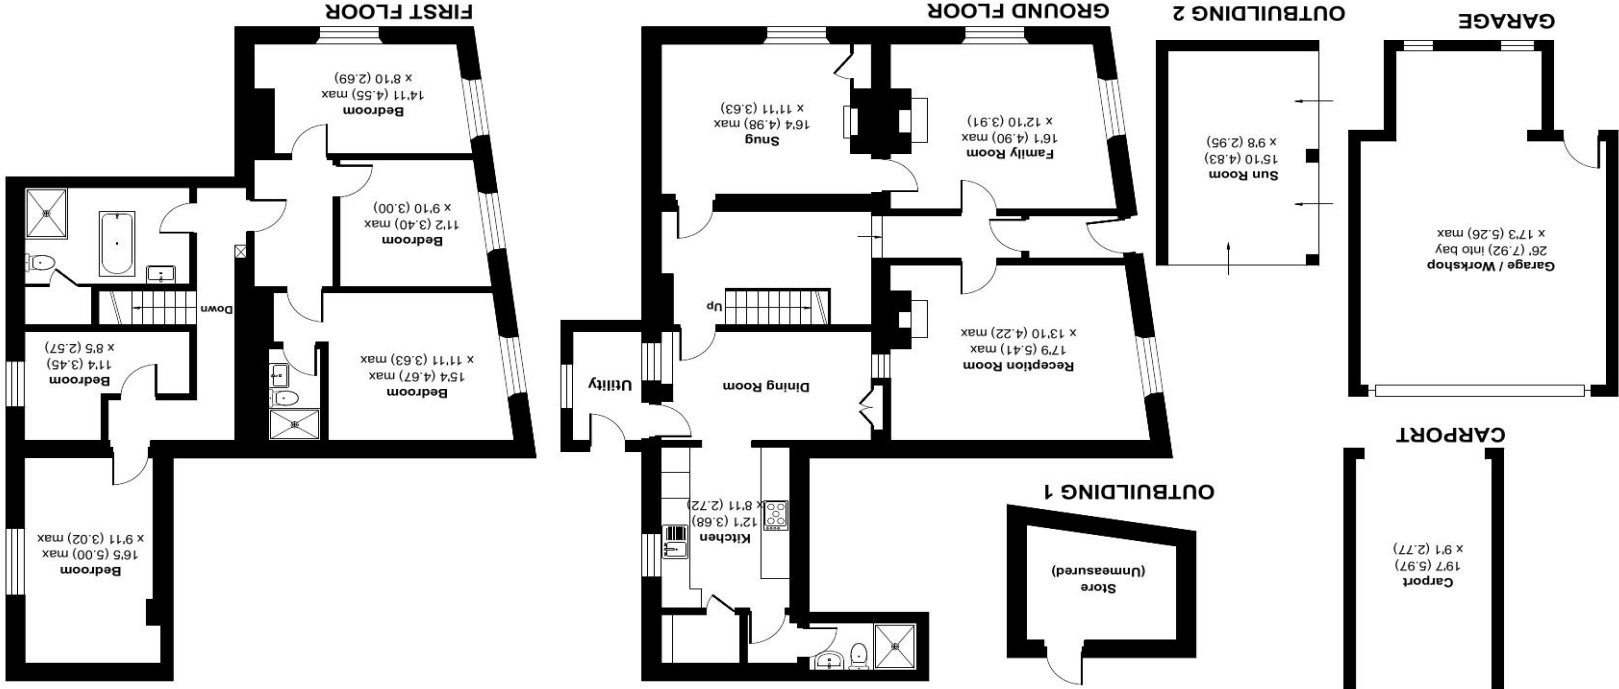 Carport
19'7 (5.97)
x 9'1 (2.77)
CARPORT
Store
(Unmeasured)
OUTBUILDING 1
Garage / Workshop
26' (7.92) into bay
x 17'3 (5.26) max
GARAGE
Sun Room
15'10 (4.83)
x 9'8 (2.95)
OUTBUILDING 2
Kitchen
12'1 (3.68)
x 8'11 (2.72)
Reception Room
17'9 (5.41) max
x 13'10 (4.22) max
Dining Room
Utility
Up
Family Room
16'1 (4.90) max
x 12'10 (3.91)
Snug
16'4 (4.98) max
x 11'11 (3.63)
GROUND FLOOR
Bedroom
16'5 (5.00) max
x 9'11 (3.02) max
Bedroom
15'4 (4.67) max
x 11'11 (3.63) max
Bedroom
11'4 (3.45)
x 8'5 (2.57)
Down
Bedroom
11'2 (3.40) max
x 9'10 (3.00)
Bedroom
14'11 (4.55) max
x 8'10 (2.69)
FIRST FLOOR